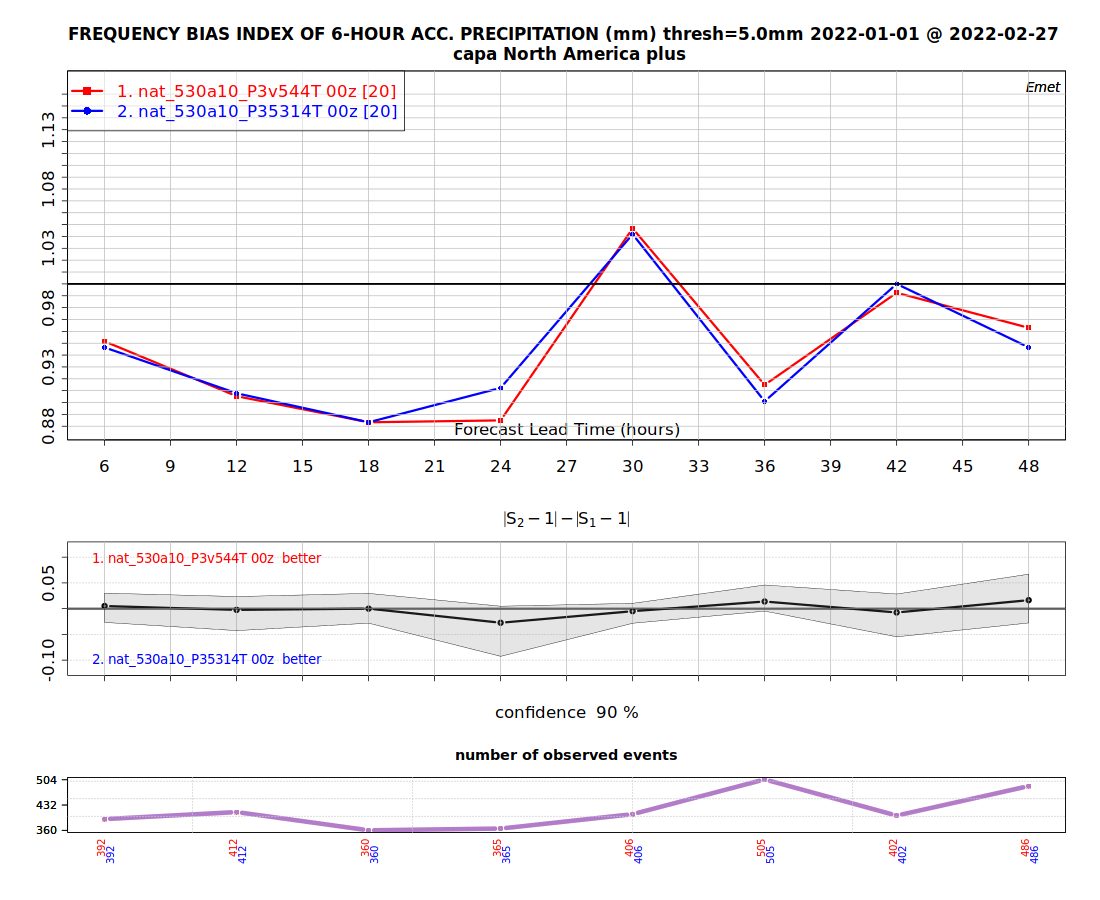 FREQUENCY BIAS INDEX OF 6-HOUR ACC. PRECIPITATION (mm) thresh=5.0mm 2022-01-01 @ 2022-02-27
capa North America plus
1. nat_530a10_P3v544T 00z [20]
2. nat_530a10_P35314T 00z [20]
Emet
1.13
1.08
1.03
0.98
0.93
0.88
Forecast Lead Time (hours)
6 9 12 15 18 21 24 27 30 33 36 39 42 45 48
|S₂ − 1| − |S₁ − 1|
1. nat_530a10_P3v544T 00z better
0.05
-0.10
2. nat_530a10_P35314T 00z better
confidence 90 %
number of observed events
504
432
360
392 412 360 365 406 505 402 486
392 412 360 365 406 505 402 486